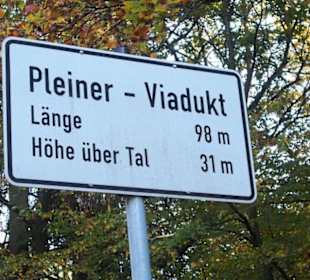 Pleiner - Viadukt
Länge 98 m
Höhe über Tal 31 m